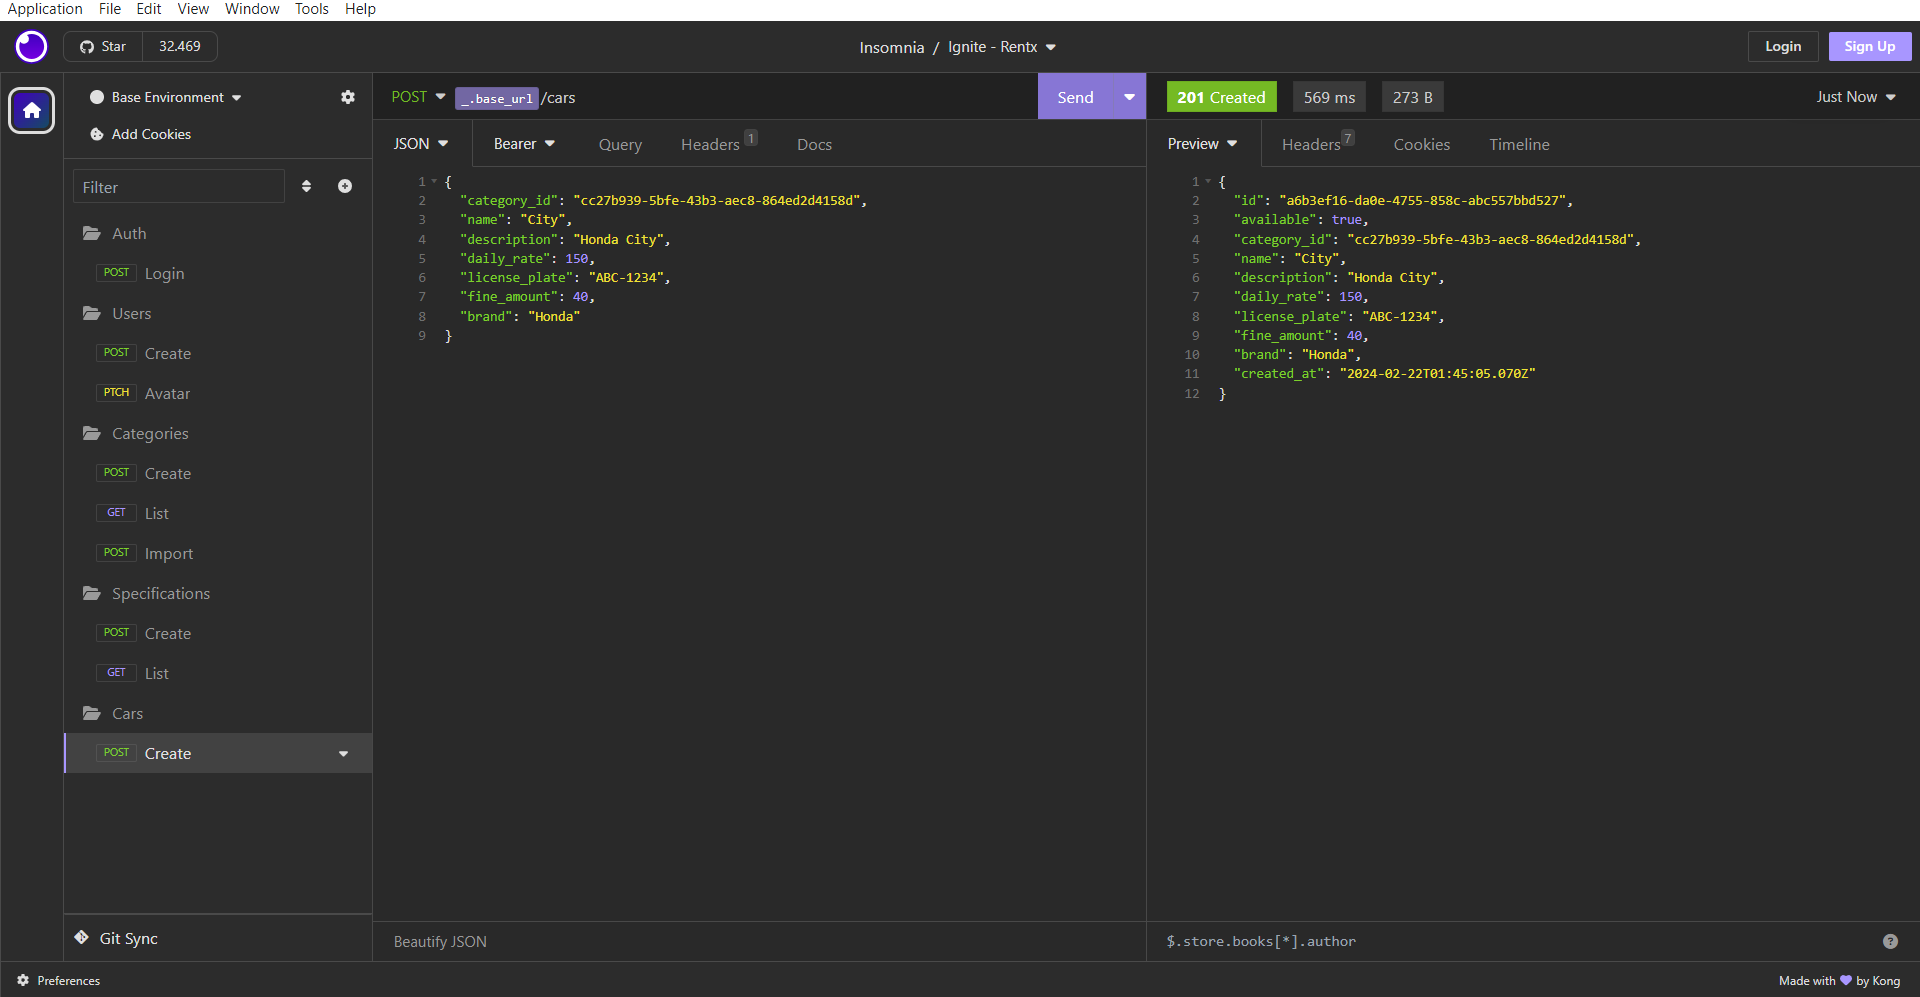 Application File Edit View Window Tools Help
Star 32.469
Insomnia / Ignite - Rentx
Login Sign Up
Base Environment
Add Cookies
Filter
Auth
POST Login
Users
POST Create
PTCH Avatar
Categories
POST Create
GET List
POST Import
Specifications
POST Create
GET List
Cars
POST Create
Git Sync
POST _.base_url /cars
Send
JSON Bearer Query Headers 1 Docs
1 {
2 "category_id": "cc27b939-5bfe-43b3-aec8-864ed2d4158d",
3 "name": "City",
4 "description": "Honda City",
5 "daily_rate": 150,
6 "license_plate": "ABC-1234",
7 "fine_amount": 40,
8 "brand": "Honda"
9 }
Beautify JSON
201 Created 569 ms 273 B Just Now
Preview Headers 7 Cookies Timeline
1 {
2 "id": "a6b3ef16-da0e-4755-858c-abc557bbd527",
3 "available": true,
4 "category_id": "cc27b939-5bfe-43b3-aec8-864ed2d4158d",
5 "name": "City",
6 "description": "Honda City",
7 "daily_rate": 150,
8 "license_plate": "ABC-1234",
9 "fine_amount": 40,
10 "brand": "Honda",
11 "created_at": "2024-02-22T01:45:05.070Z"
12 }
$.store.books[*].author ?
Preferences
Made with 💜 by Kong